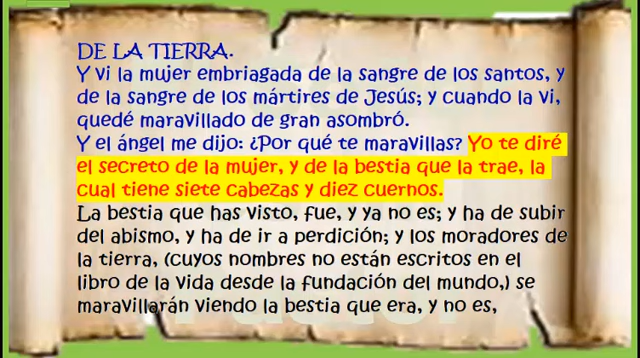 DE LA TIERRA.
Y vi la mujer embriagada de la sangre de los santos, y
de la sangre de los mártires de Jesús; y cuando la vi,
quedé maravillado de gran asombró.
Y el ángel me dijo: ¿Por qué te maravillas? Yo te diré
el secreto de la mujer, y de la bestia que la trae, la
cual tiene siete cabezas y diez cuernos.
La bestia que has visto, fue, y ya no es; y ha de subir
del abismo, y ha de ir a perdición; y los moradores de
la tierra, (cuyos nombres no están escritos en el
libro de la vida desde la fundación del mundo,) se
maravillarán viendo la bestia que era, y no es,